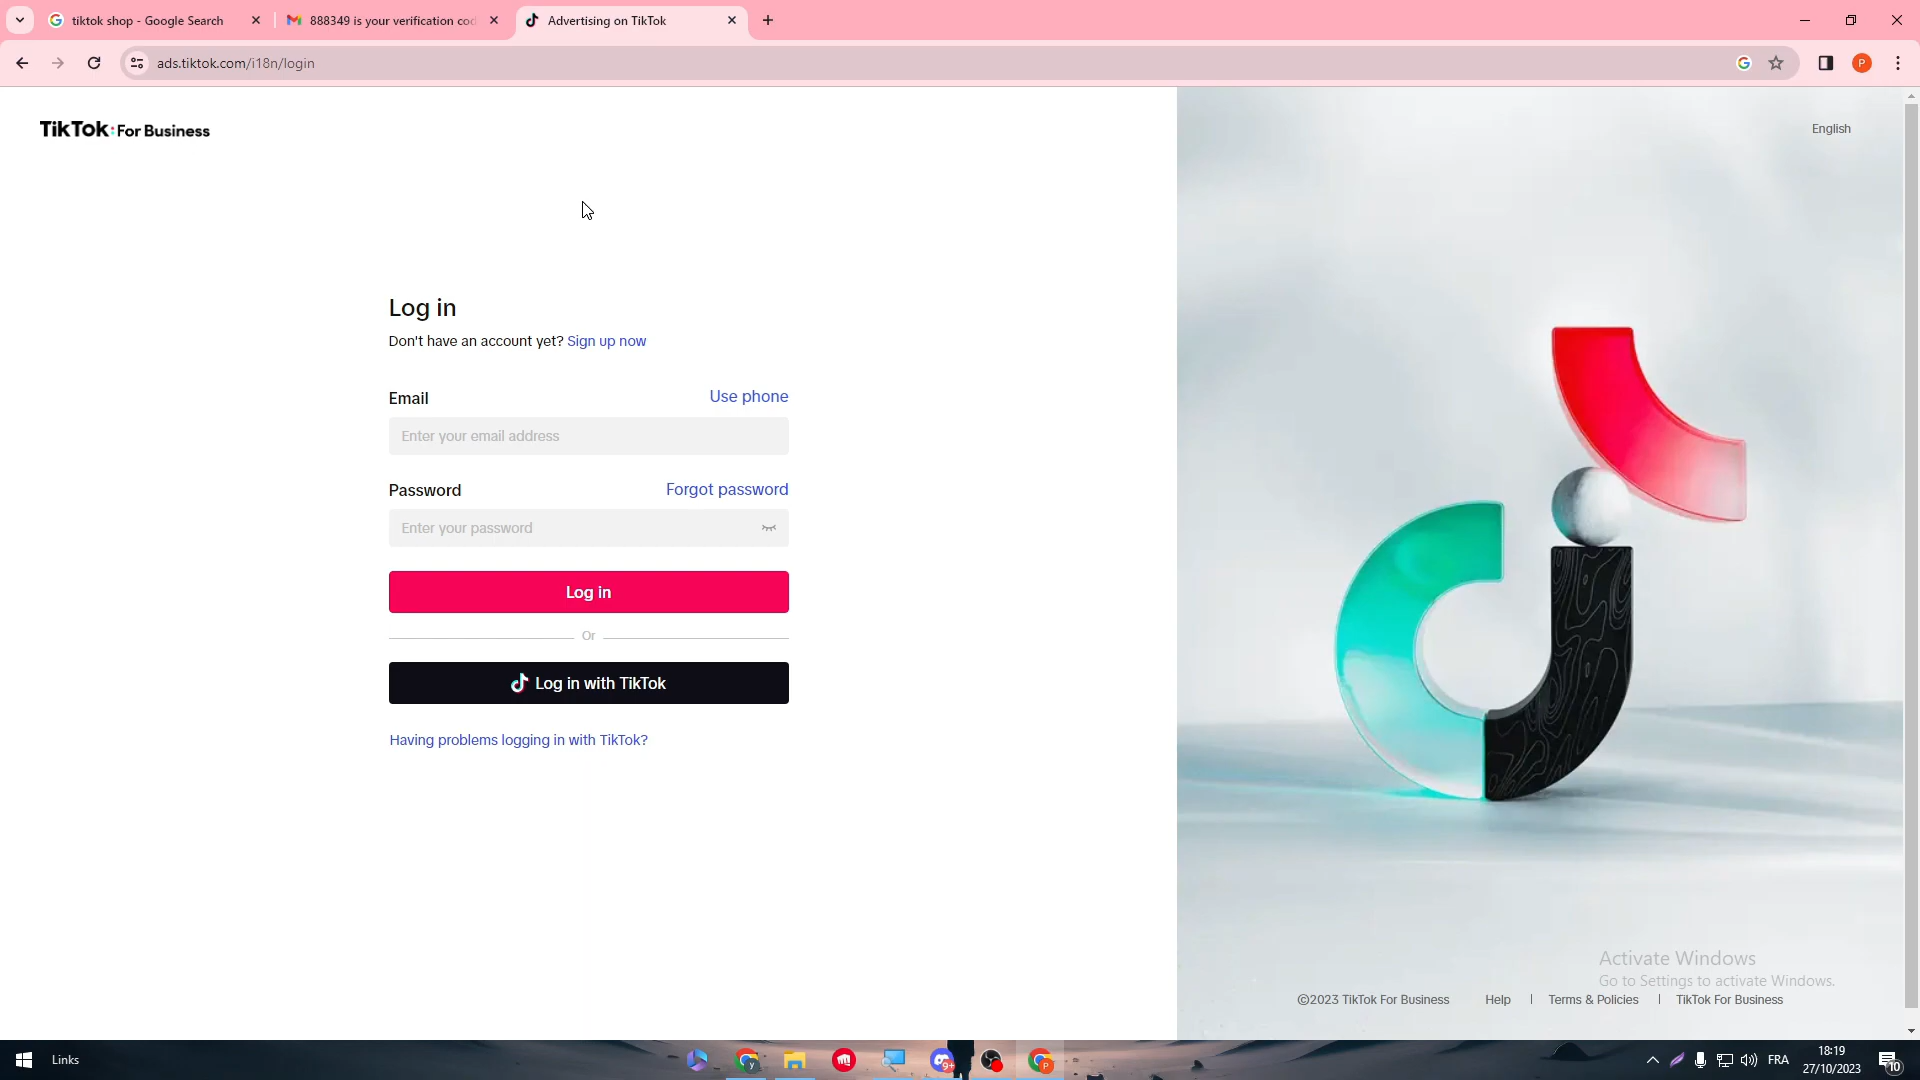 tiktok shop - Google Search
888349 is your verification cod
Advertising on TikTok
ads.tiktok.com/i18n/login
P
TikTok: For Business
English
Log in
Don't have an account yet? Sign up now
Email
Use phone
Enter your email address
Password
Forgot password
Enter your password
Log in
Or
Log in with TikTok
Having problems logging in with TikTok?
Activate Windows
Go to Settings to activate Windows.
©2023 TikTok For Business
Help
Terms & Policies
TikTok For Business
Links
y
9+
P
FRA
18:19
27/10/2023
10